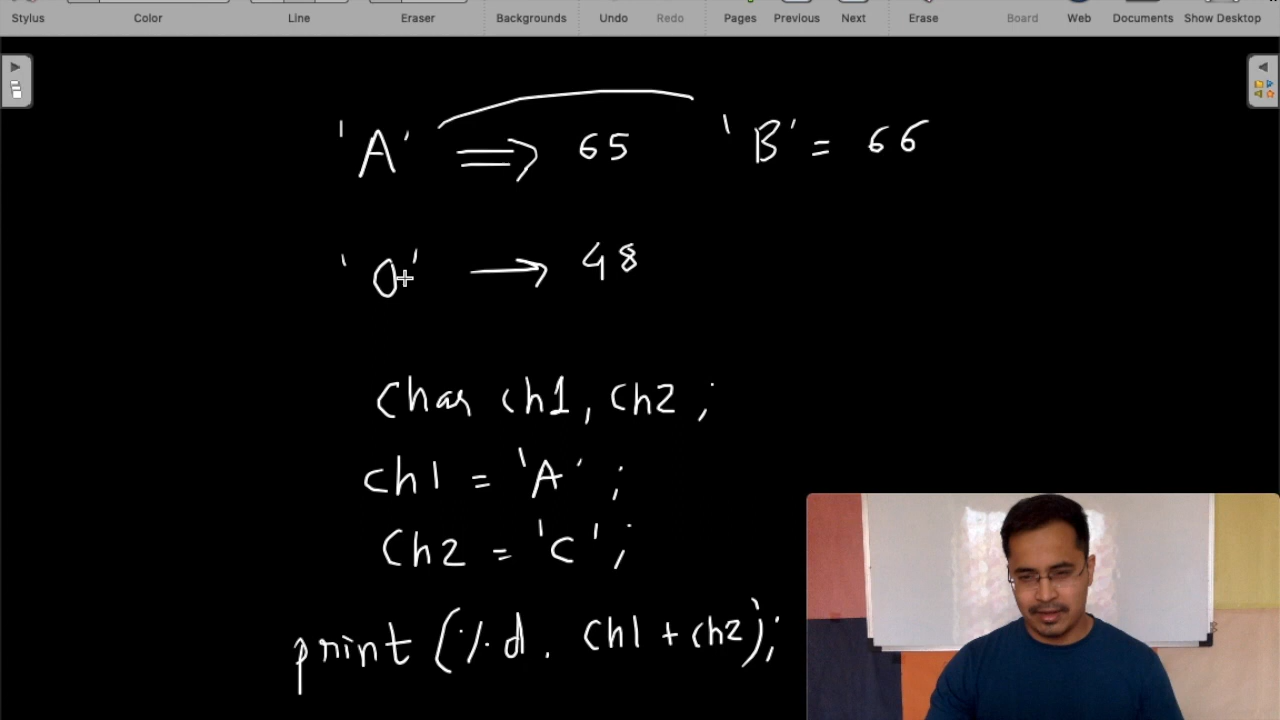 Stylus Color Line Eraser Backgrounds Undo Redo Pages Previous Next Erase Board Web Documents Show Desktop
'A' ⇒ 65 'B' = 66
'0' → 48
char ch1, ch2 ;
ch1 = 'A' ;
ch2 = 'C' ;
print (%d. ch1 + ch2);